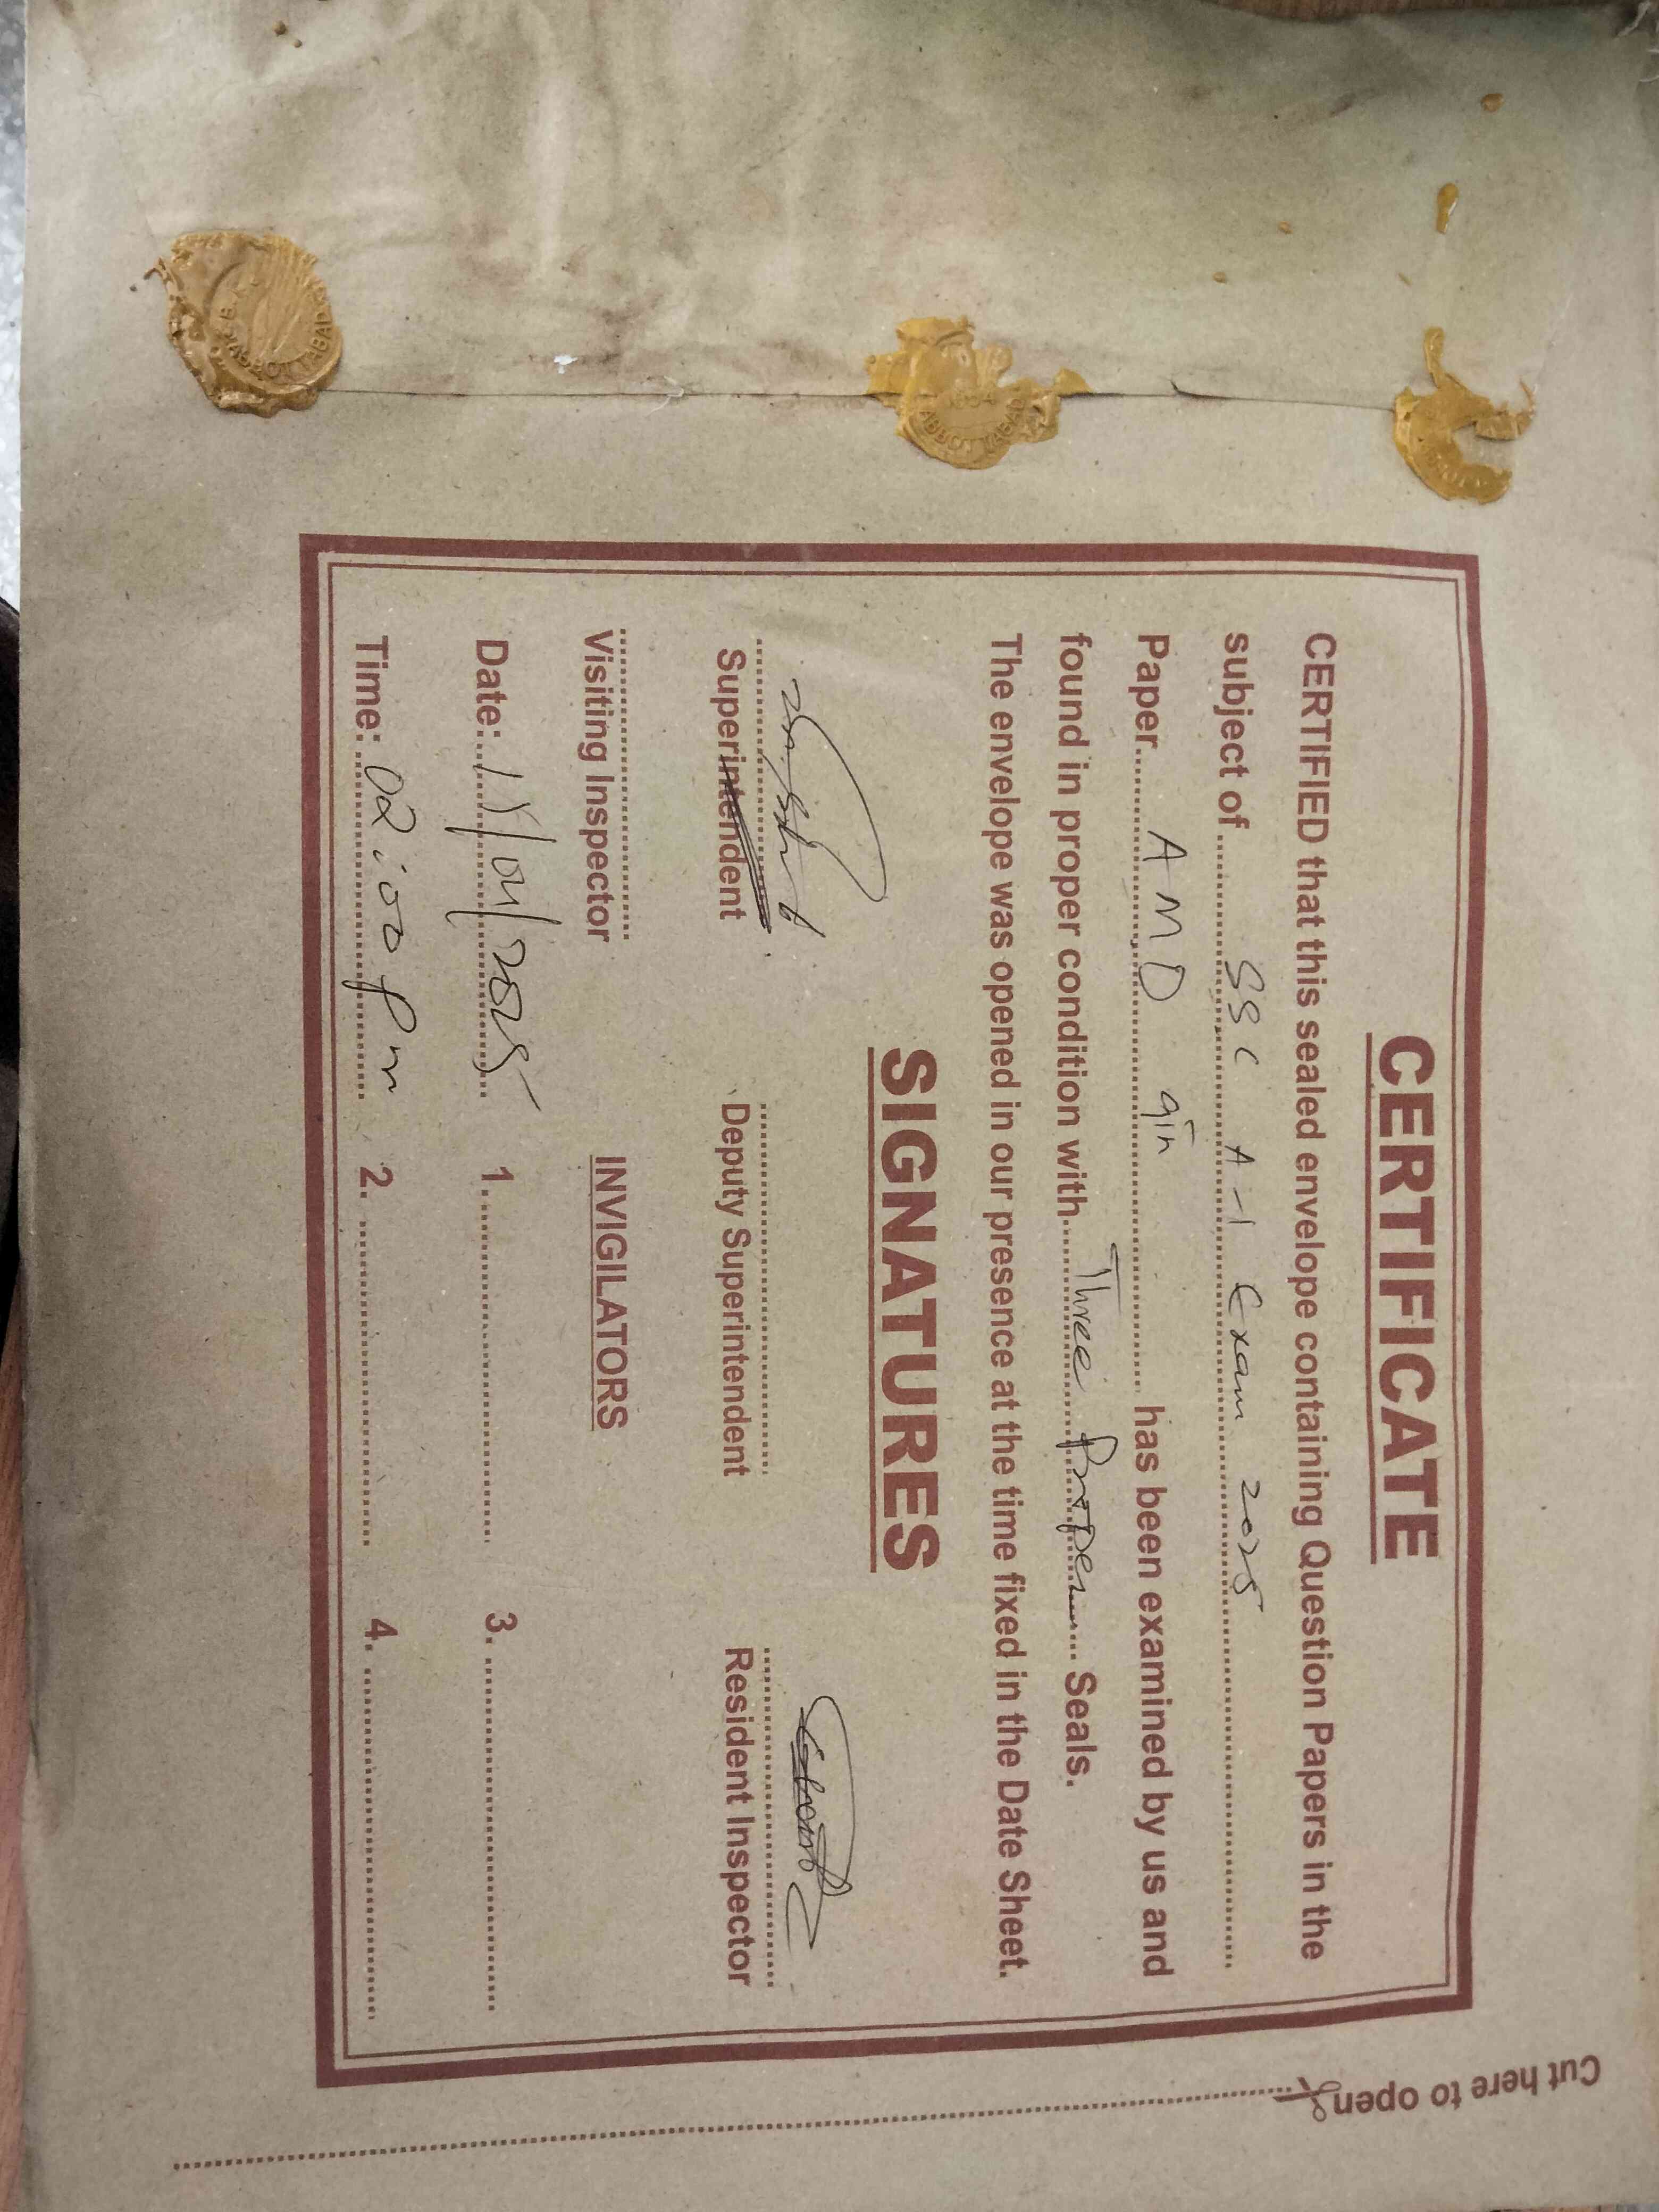 CERTIFICATE
CERTIFIED that this sealed envelope containing Question Papers in the
subject of SSC A-I Exam 2025
Paper A M D 9th has been examined by us and
found in proper condition with Three Proper Seals.
The envelope was opened in our presence at the time fixed in the Date Sheet.
SIGNATURES
Superintendent Deputy Superintendent Resident Inspector
Visiting Inspector
INVIGILATORS
Date: /04/2025 1. 3.
Time: 02:00 pm 2. 4.
Cut here to open
ABBOTTABAD
1934 ABBOTTABAD